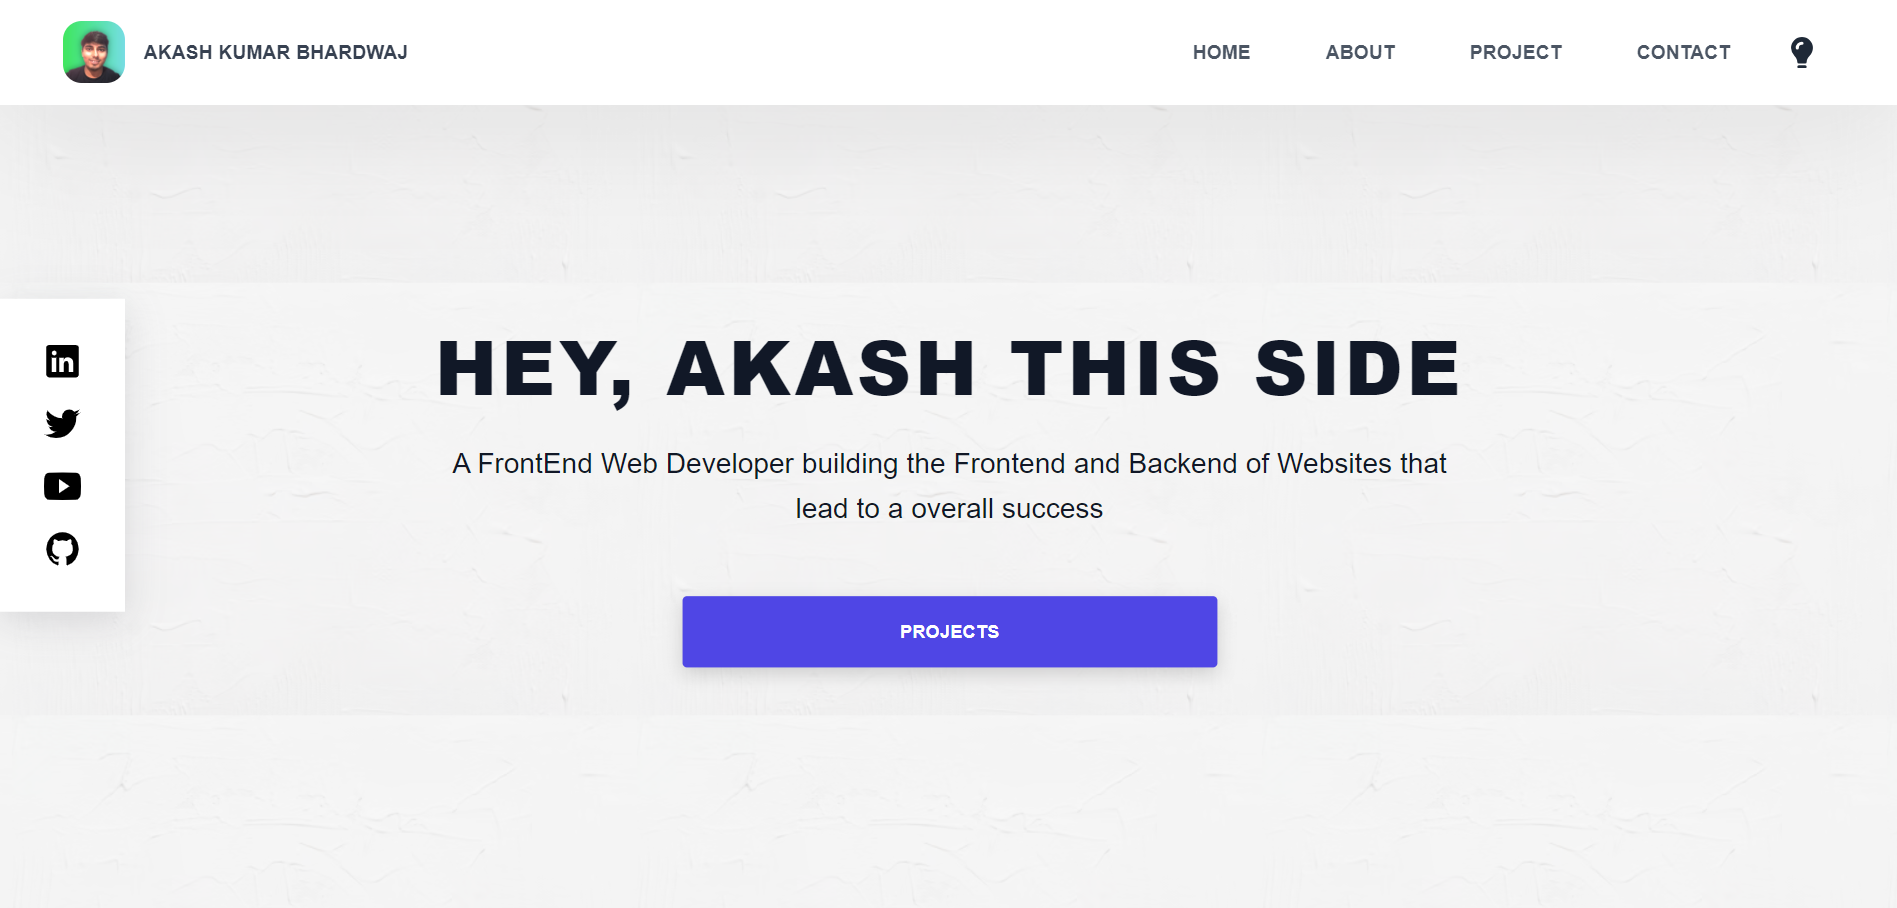 AKASH KUMAR BHARDWAJ
HOME
ABOUT
PROJECT
CONTACT
in
HEY, AKASH THIS SIDE
A FrontEnd Web Developer building the Frontend and Backend of Websites that
lead to a overall success
PROJECTS